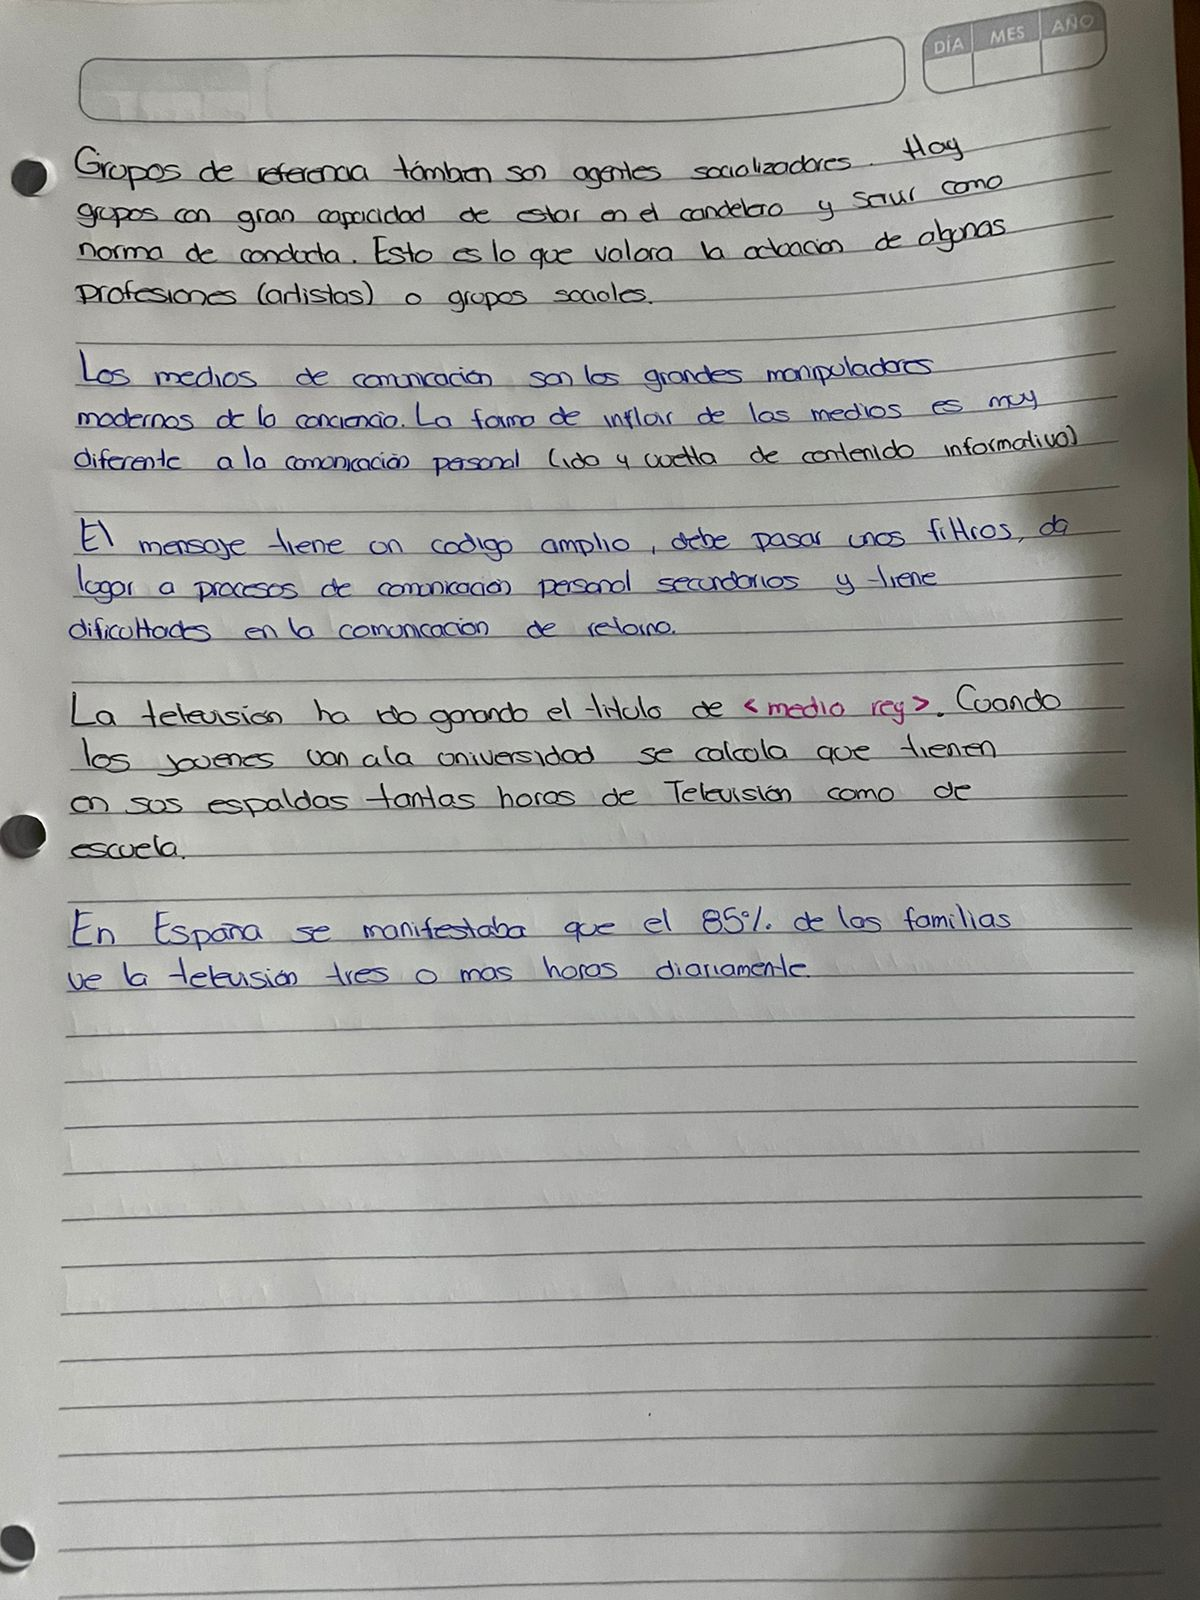 DÍA MES AÑO
Grupos de referencia támbien son agentes socializadores. Hay
grupos con gran capacidad de estar en el candelero y servir como
norma de conducta. Esto es lo que valora la actuacion de algunas
profesiones (artistas) o grupos sociales.
Los medios de comunicación son los grandes manipuladores
modernos de la conciencia. La forma de influir de los medios es muy
diferente a la comunicación personal (ida y vuelta de contenido informativo)
El mensaje tiene un codigo amplio, debe pasar unos filtros, da
lugar a procesos de comunicacion personal secundarios y tiene
dificultades en la comunicacion de retorno.
La television ha ido ganando el titulo de <medio rey>. Cuando
los jovenes van a la universidad se calcula que tienen
en sus espaldas tantas horas de Televisión como de
escuela.
En España se manifestaba que el 85% de las familias
ve la televisión tres o mas horas diariamente.